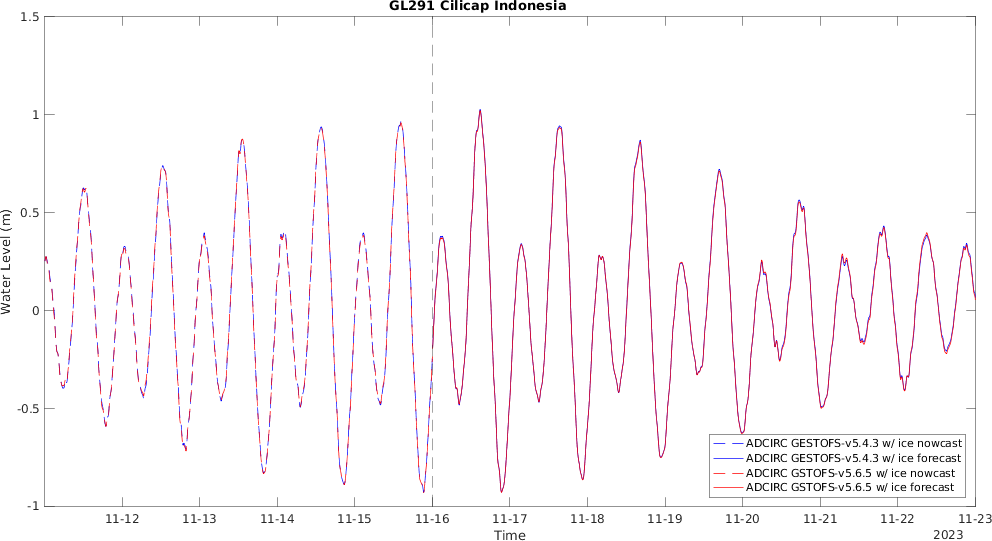 GL291 Cilicap Indonesia
1.5
1
0.5
0
-0.5
-1
Water Level (m)
11-12
11-13
11-14
11-15
11-16
11-17
11-18
11-19
11-20
11-21
11-22
11-23
Time
2023
ADCIRC GESTOFS-v5.4.3 w/ ice nowcast
ADCIRC GESTOFS-v5.4.3 w/ ice forecast
ADCIRC GSTOFS-v5.6.5 w/ ice nowcast
ADCIRC GSTOFS-v5.6.5 w/ ice forecast